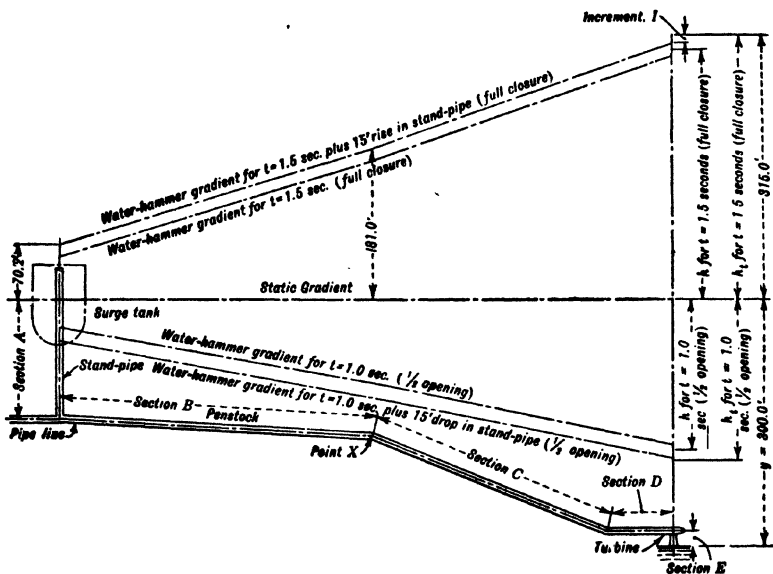 Increment. I
Water-hammer gradient for t=1.5 sec. plus 15' rise in stand-pipe (full closure)
Water-hammer gradient for t=1.5 sec. (full closure)
181.0'
h for t = 1.5 seconds (full closure)
hₜ for t = 1 5 seconds (full closure)
315.0'
70.2'
Static Gradient
Surge tank
Section A
Water-hammer gradient for t=1.0 sec. (½ opening)
Stand-pipe
Water-hammer gradient for t=1.0 sec. plus 15' drop in stand-pipe (½ opening)
h for t = 1.0
sec (½ opening)
hₜ for t = 1.0
sec. (½ opening)
y = 300.0'
Section B
Penstock
Pipe line
Point X
Section C
Section D
Turbine
Section E